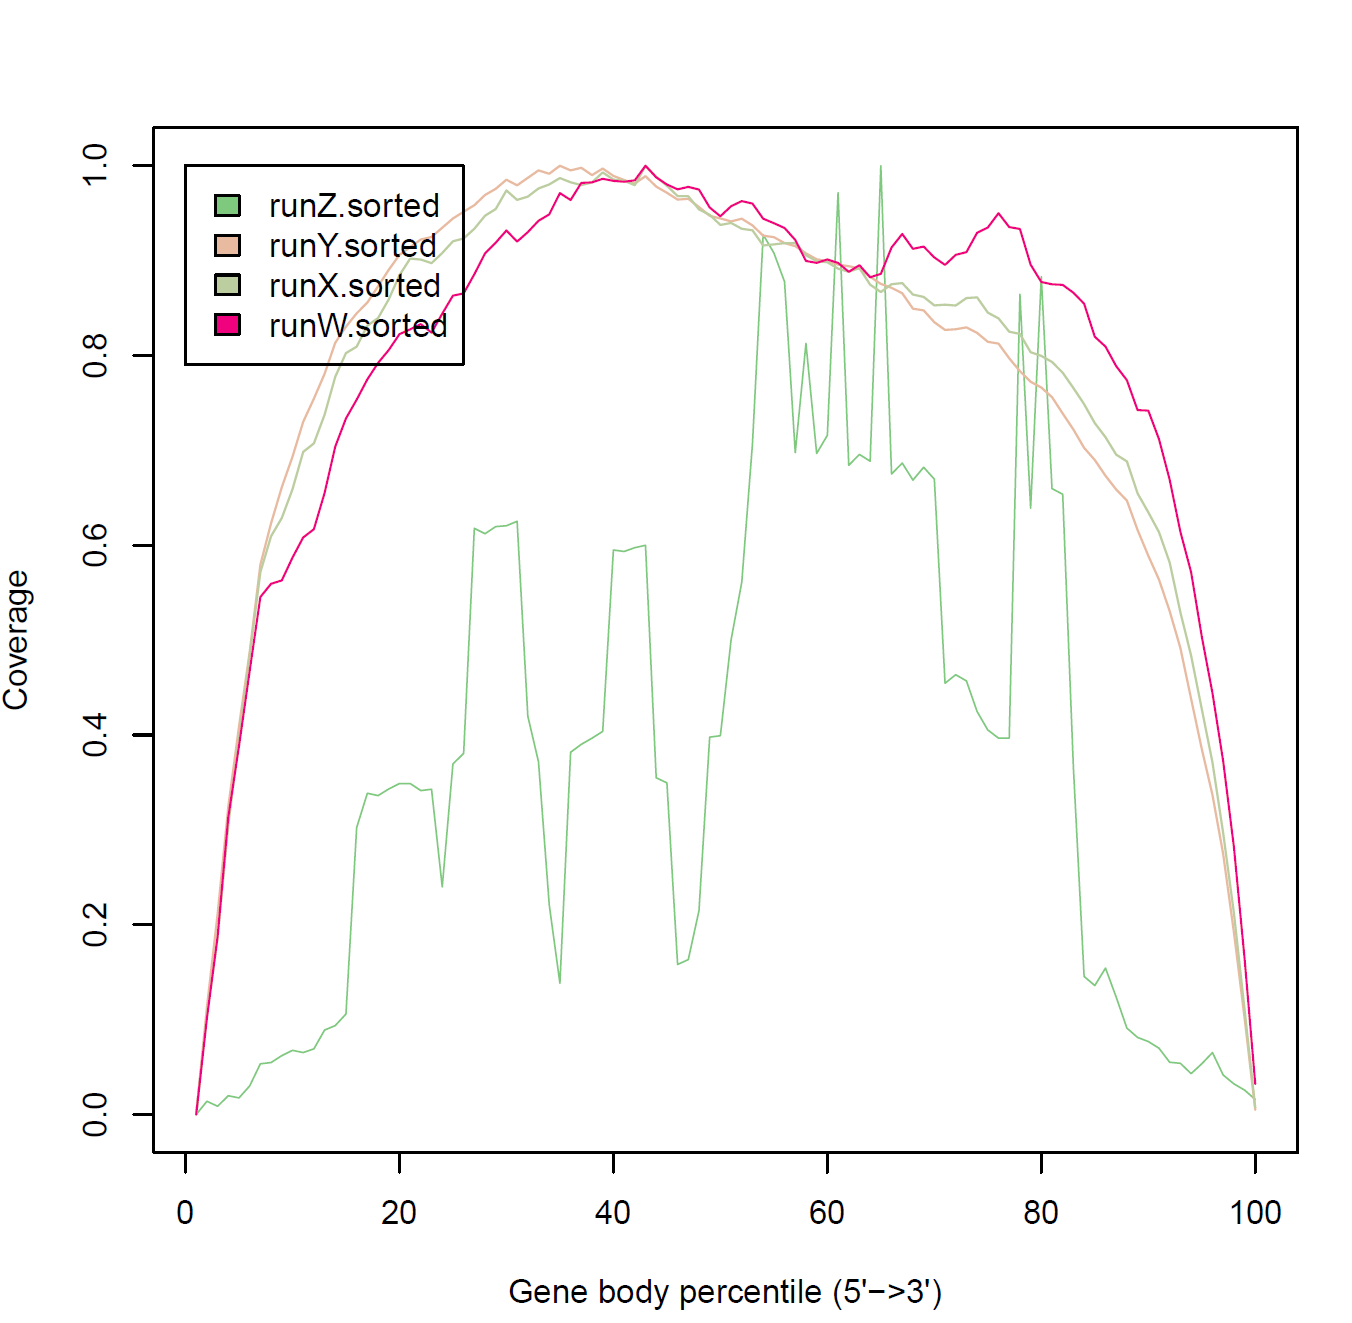 runZ.sorted
runY.sorted
runX.sorted
runW.sorted
1.0
0.8
0.6
0.4
0.2
0.0
Coverage
0 20 40 60 80 100
Gene body percentile (5'−>3')